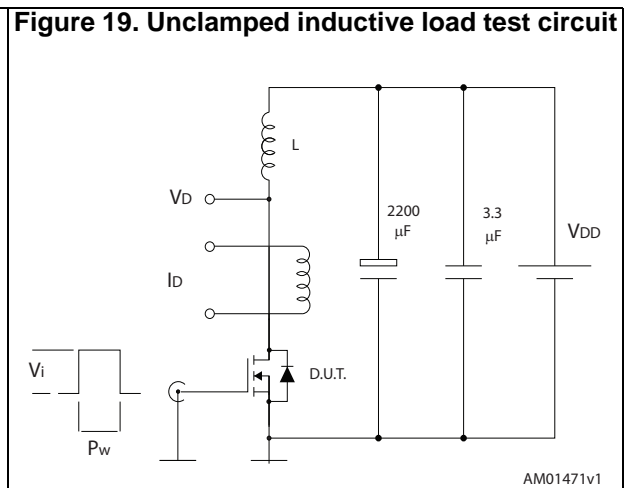 Figure 19. Unclamped inductive load test circuit
L
VD
2200
μF
3.3
μF
VDD
ID
Vi
D.U.T.
Pw
AM01471v1